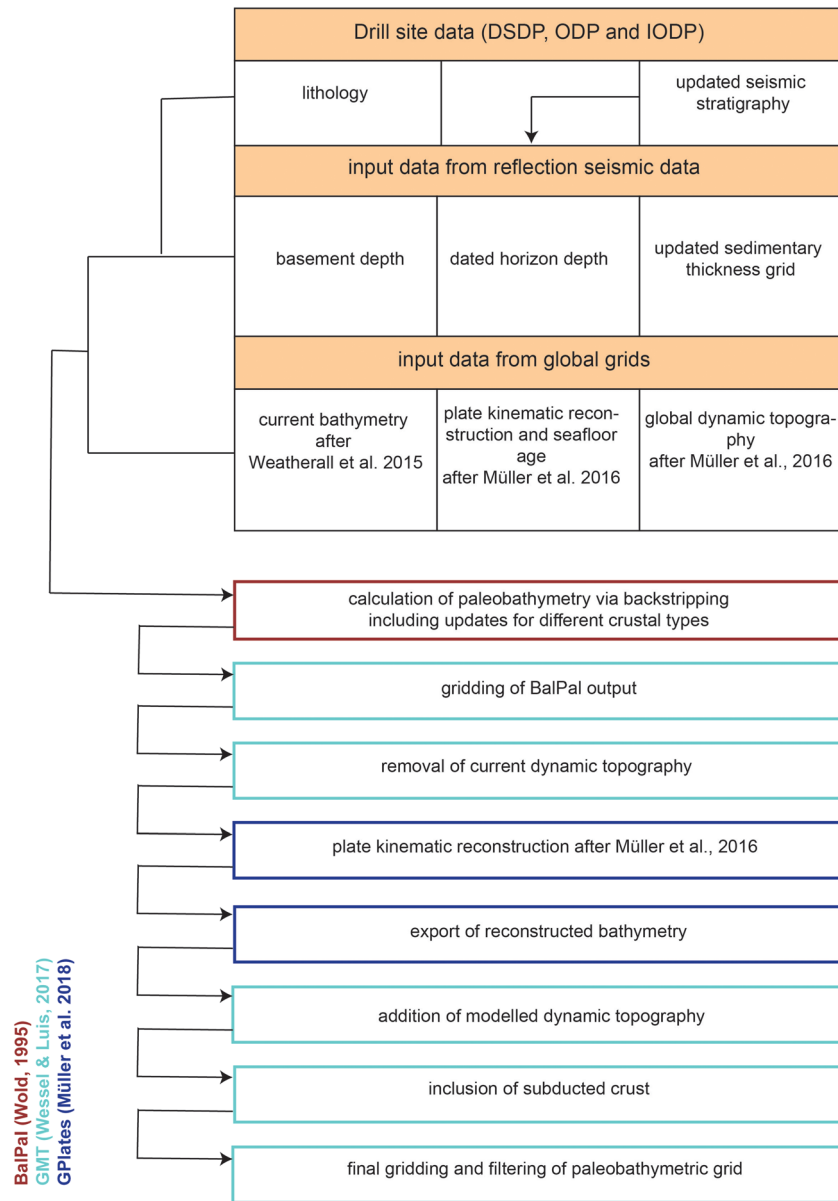 Drill site data (DSDP, ODP and IODP)
lithology
updated seismic
stratigraphy
input data from reflection seismic data
basement depth
dated horizon depth
updated sedimentary
thickness grid
input data from global grids
current bathymetry
after
Weatherall et al. 2015
plate kinematic recon-
struction and seafloor
age
after Müller et al. 2016
global dynamic topogra-
phy
after Müller et al., 2016
calculation of paleobathymetry via backstripping
including updates for different crustal types
gridding of BalPal output
removal of current dynamic topography
plate kinematic reconstruction after Müller et al., 2016
export of reconstructed bathymetry
addition of modelled dynamic topography
inclusion of subducted crust
final gridding and filtering of paleobathymetric grid
BalPal (Wold, 1995)
GMT (Wessel & Luis, 2017)
GPlates (Müller et al. 2018)